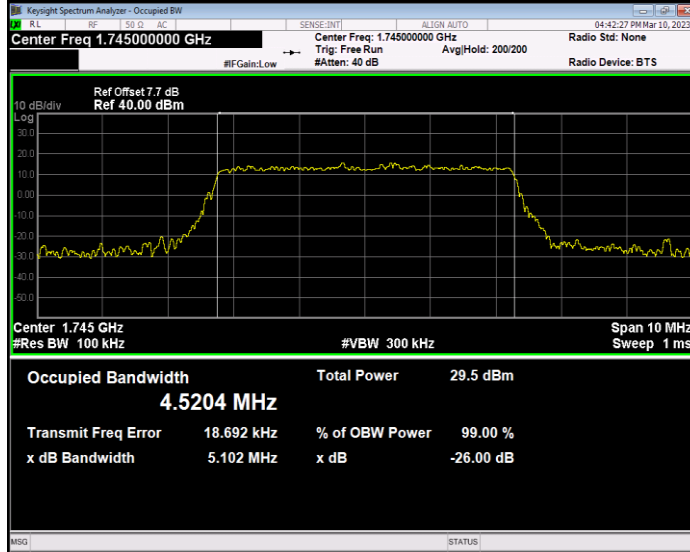 Keysight Spectrum Analyzer - Occupied BW
RL RF 50 Ω AC SENSE:INT ALIGN AUTO 04:42:27 PM Mar 10, 2023
Center Freq 1.745000000 GHz
Center Freq: 1.745000000 GHz
Radio Std: None
Trig: Free Run Avg|Hold: 200/200
#IFGain:Low #Atten: 40 dB
Radio Device: BTS
Ref Offset 7.7 dB
10 dB/div Ref 40.00 dBm
Log
30.0
20.0
10.0
0.00
-10.0
-20.0
-30.0
-40.0
-50.0
Center 1.745 GHz Span 10 MHz
#Res BW 100 kHz #VBW 300 kHz Sweep 1 ms
Occupied Bandwidth Total Power 29.5 dBm
4.5204 MHz
Transmit Freq Error 18.692 kHz % of OBW Power 99.00 %
x dB Bandwidth 5.102 MHz x dB -26.00 dB
MSG STATUS